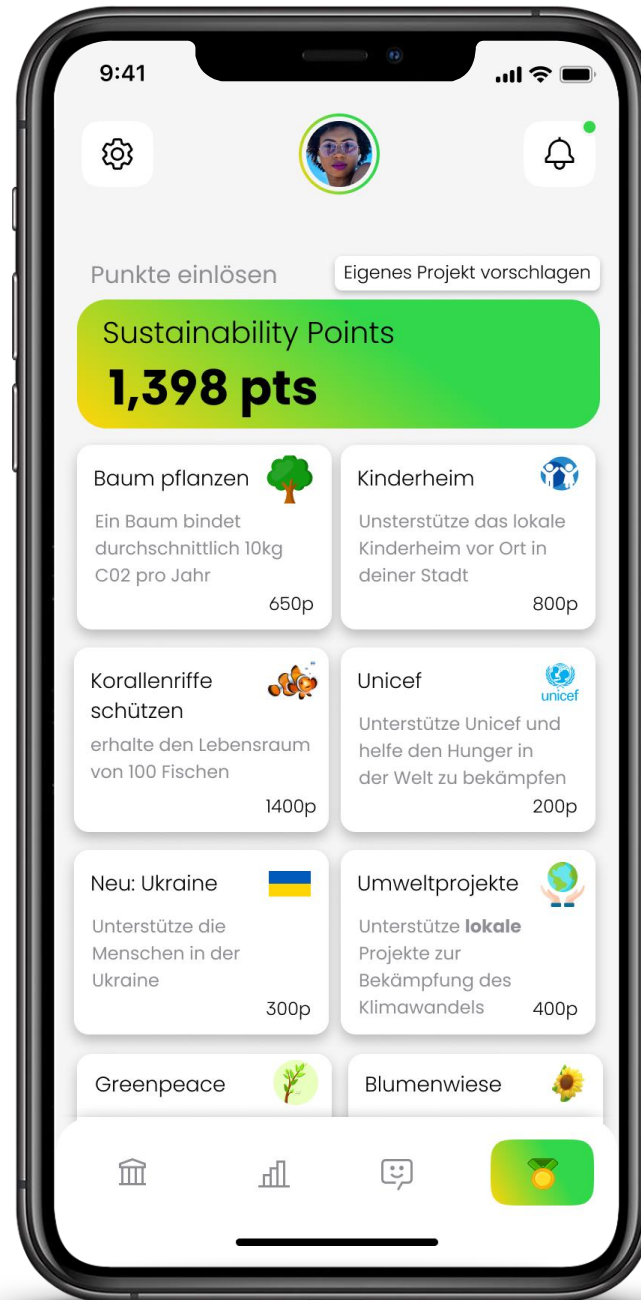 9:41
Punkte einlösen
Eigenes Projekt vorschlagen
Sustainability Points
1,398 pts
Baum pflanzen
Ein Baum bindet
durchschnittlich 10kg
C02 pro Jahr
650p
Kinderheim
Unsterstütze das lokale
Kinderheim vor Ort in
deiner Stadt
800p
Korallenriffe
schützen
erhalte den Lebensraum
von 100 Fischen
1400p
Unicef
unicef
Unterstütze Unicef und
helfe den Hunger in
der Welt zu bekämpfen
200p
Neu: Ukraine
Unterstütze die
Menschen in der
Ukraine
300p
Umweltprojekte
Unterstütze lokale
Projekte zur
Bekämpfung des
Klimawandels
400p
Greenpeace
Blumenwiese